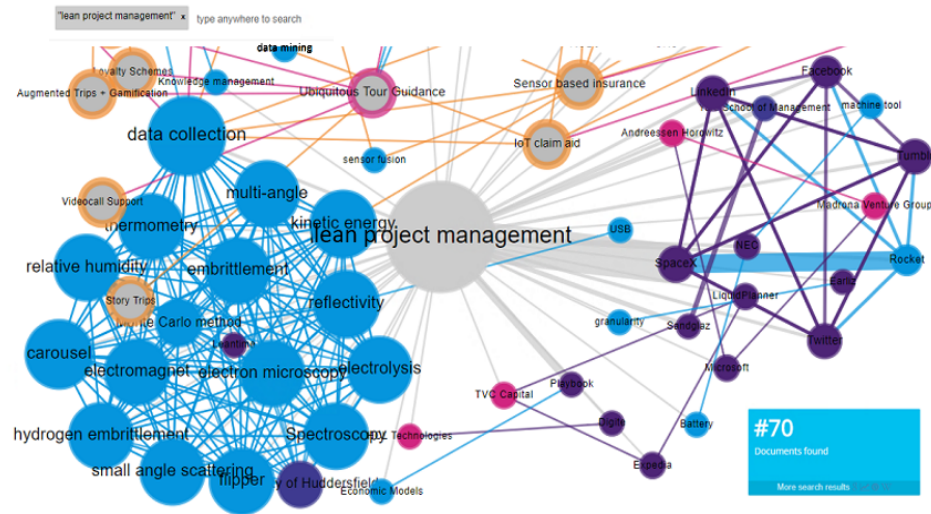 "lean project management" x type anywhere to search
data mining
Loyalty Schemes
Knowledge management
Augmented Trips + Gamification
Ubiquitous Tour Guidance
Sensor based insurance
Facebook
LinkedIn
School of Management
machine tool
data collection
Andreessen Horowitz
IoT claim aid
sensor fusion
Tumblr
multi-angle
Videocall Support
Madrona Venture Group
thermometry
kinetic energy
lean project management
USB
NEC
relative humidity
embrittlement
SpaceX
Rocket
Story Trips
reflectivity
LiquidPlanner
Earliz
Monte Carlo method
granularity
Sandglaz
Leantime
Twitter
carousel
electromagnet
electron microscopy
electrolysis
Microsoft
Playbook
TVC Capital
hydrogen embrittlement
Spectroscopy
Technologies
Digite
Battery
#70
Documents found
small angle scattering
flipper
y of Huddersfield
Expedia
Economic Models
More search results